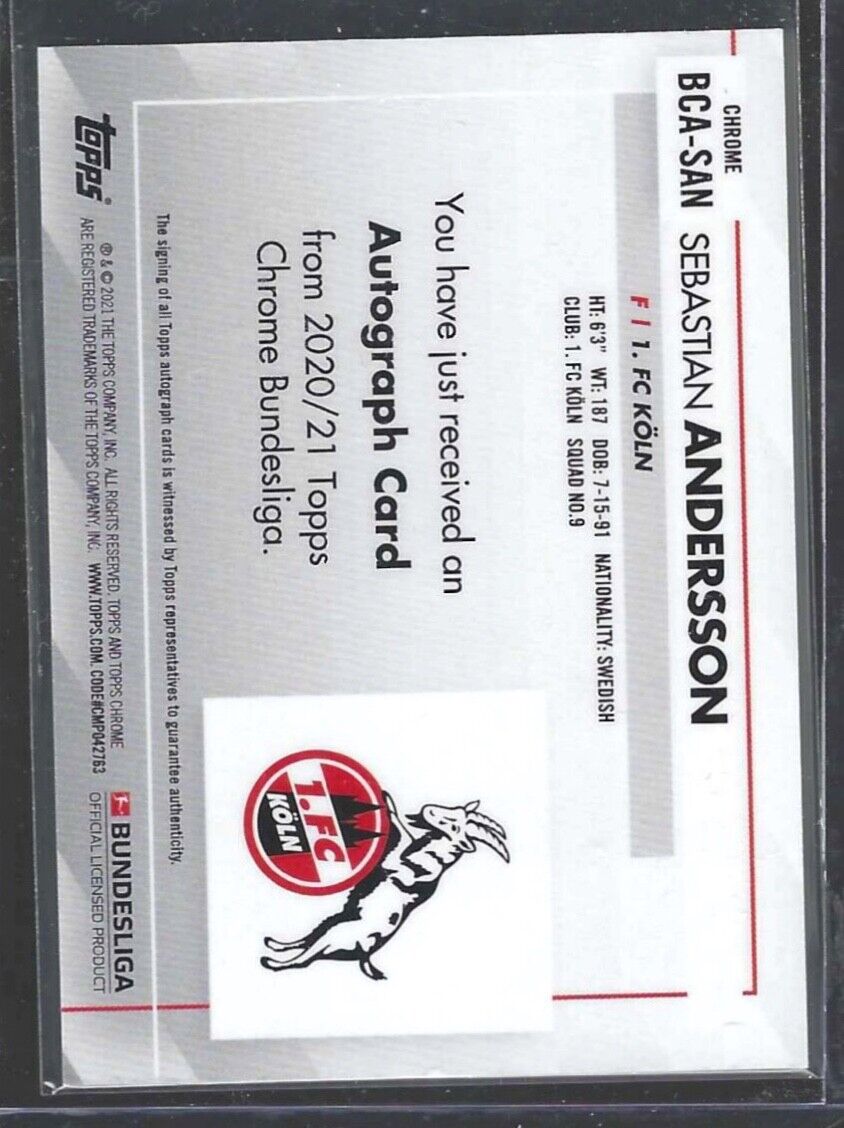 CHROME
BCA-SAN SEBASTIAN ANDERSSON
F | 1. FC KÖLN
HT: 6'3" WT: 187 DOB: 7-15-91 NATIONALITY: SWEDISH
CLUB: 1. FC KÖLN SQUAD NO.9
You have just received an
Autograph Card
from 2020/21 Topps
Chrome Bundesliga.
1.FC
KÖLN
The signing of all Topps autograph cards is witnessed by Topps representatives to guarantee authenticity.
topps®
® & © 2021 THE TOPPS COMPANY, INC. ALL RIGHTS RESERVED. TOPPS AND TOPPS CHROME
ARE REGISTERED TRADEMARKS OF THE TOPPS COMPANY, INC. WWW.TOPPS.COM. CODE#CMP042763
BUNDESLIGA
OFFICIAL LICENSED PRODUCT